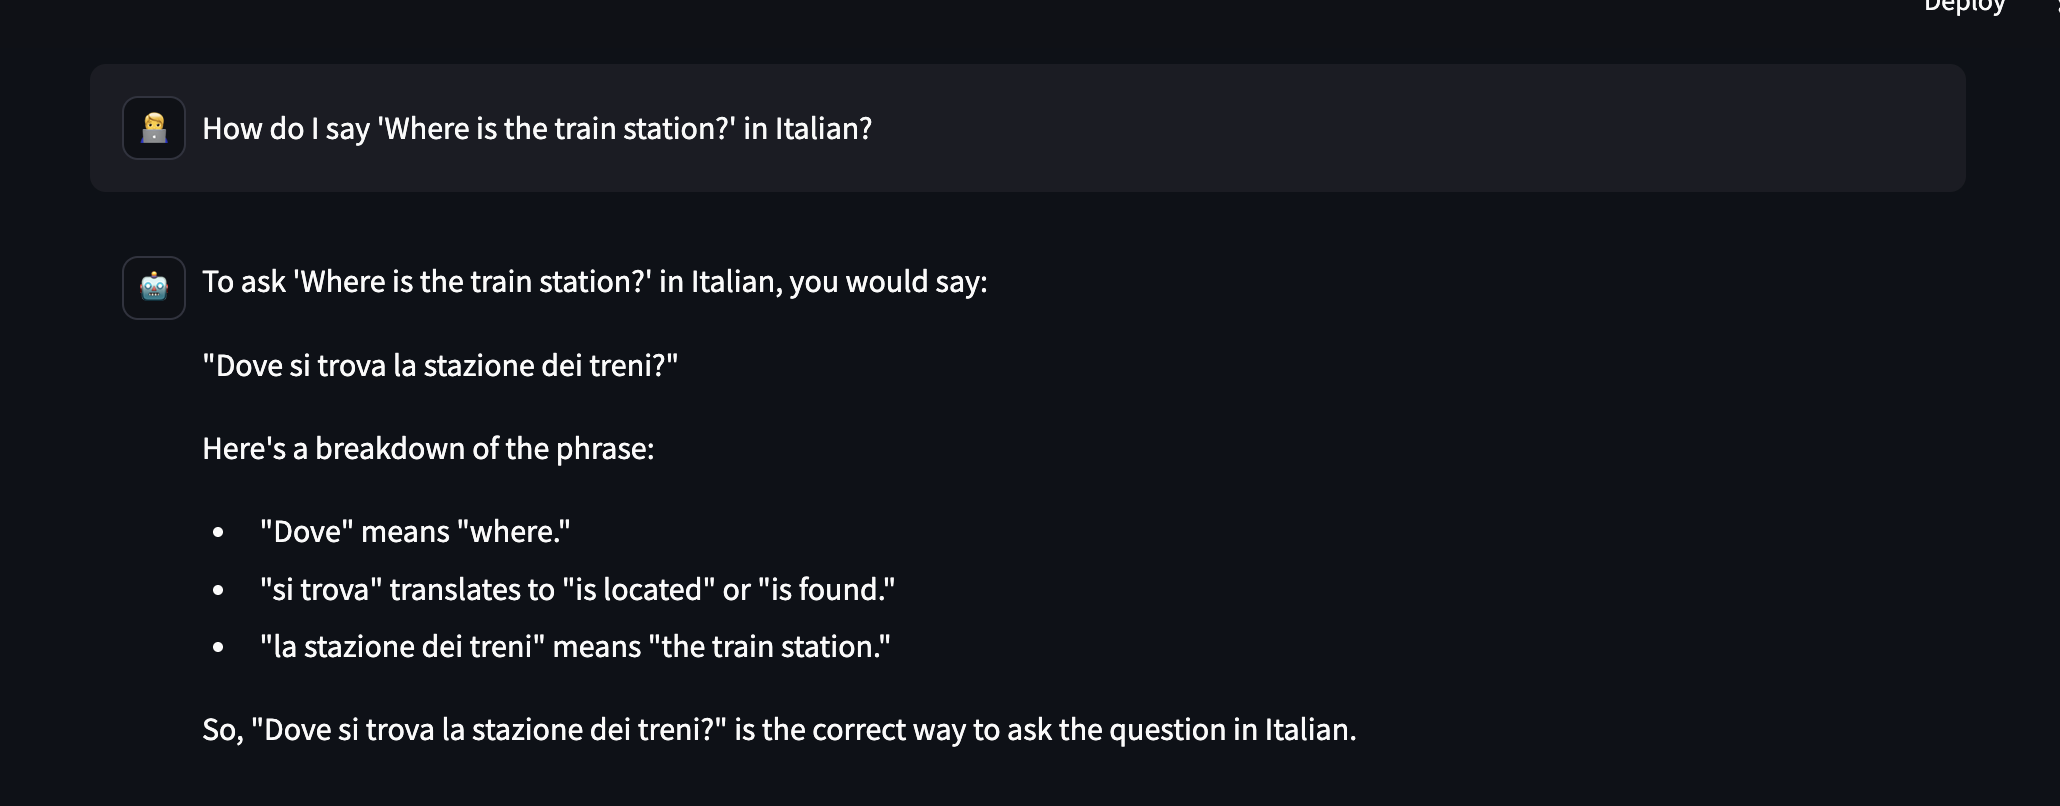 Deploy
How do I say 'Where is the train station?' in Italian?
To ask 'Where is the train station?' in Italian, you would say:
"Dove si trova la stazione dei treni?"
Here's a breakdown of the phrase:
"Dove" means "where."
"si trova" translates to "is located" or "is found."
"la stazione dei treni" means "the train station."
So, "Dove si trova la stazione dei treni?" is the correct way to ask the question in Italian.